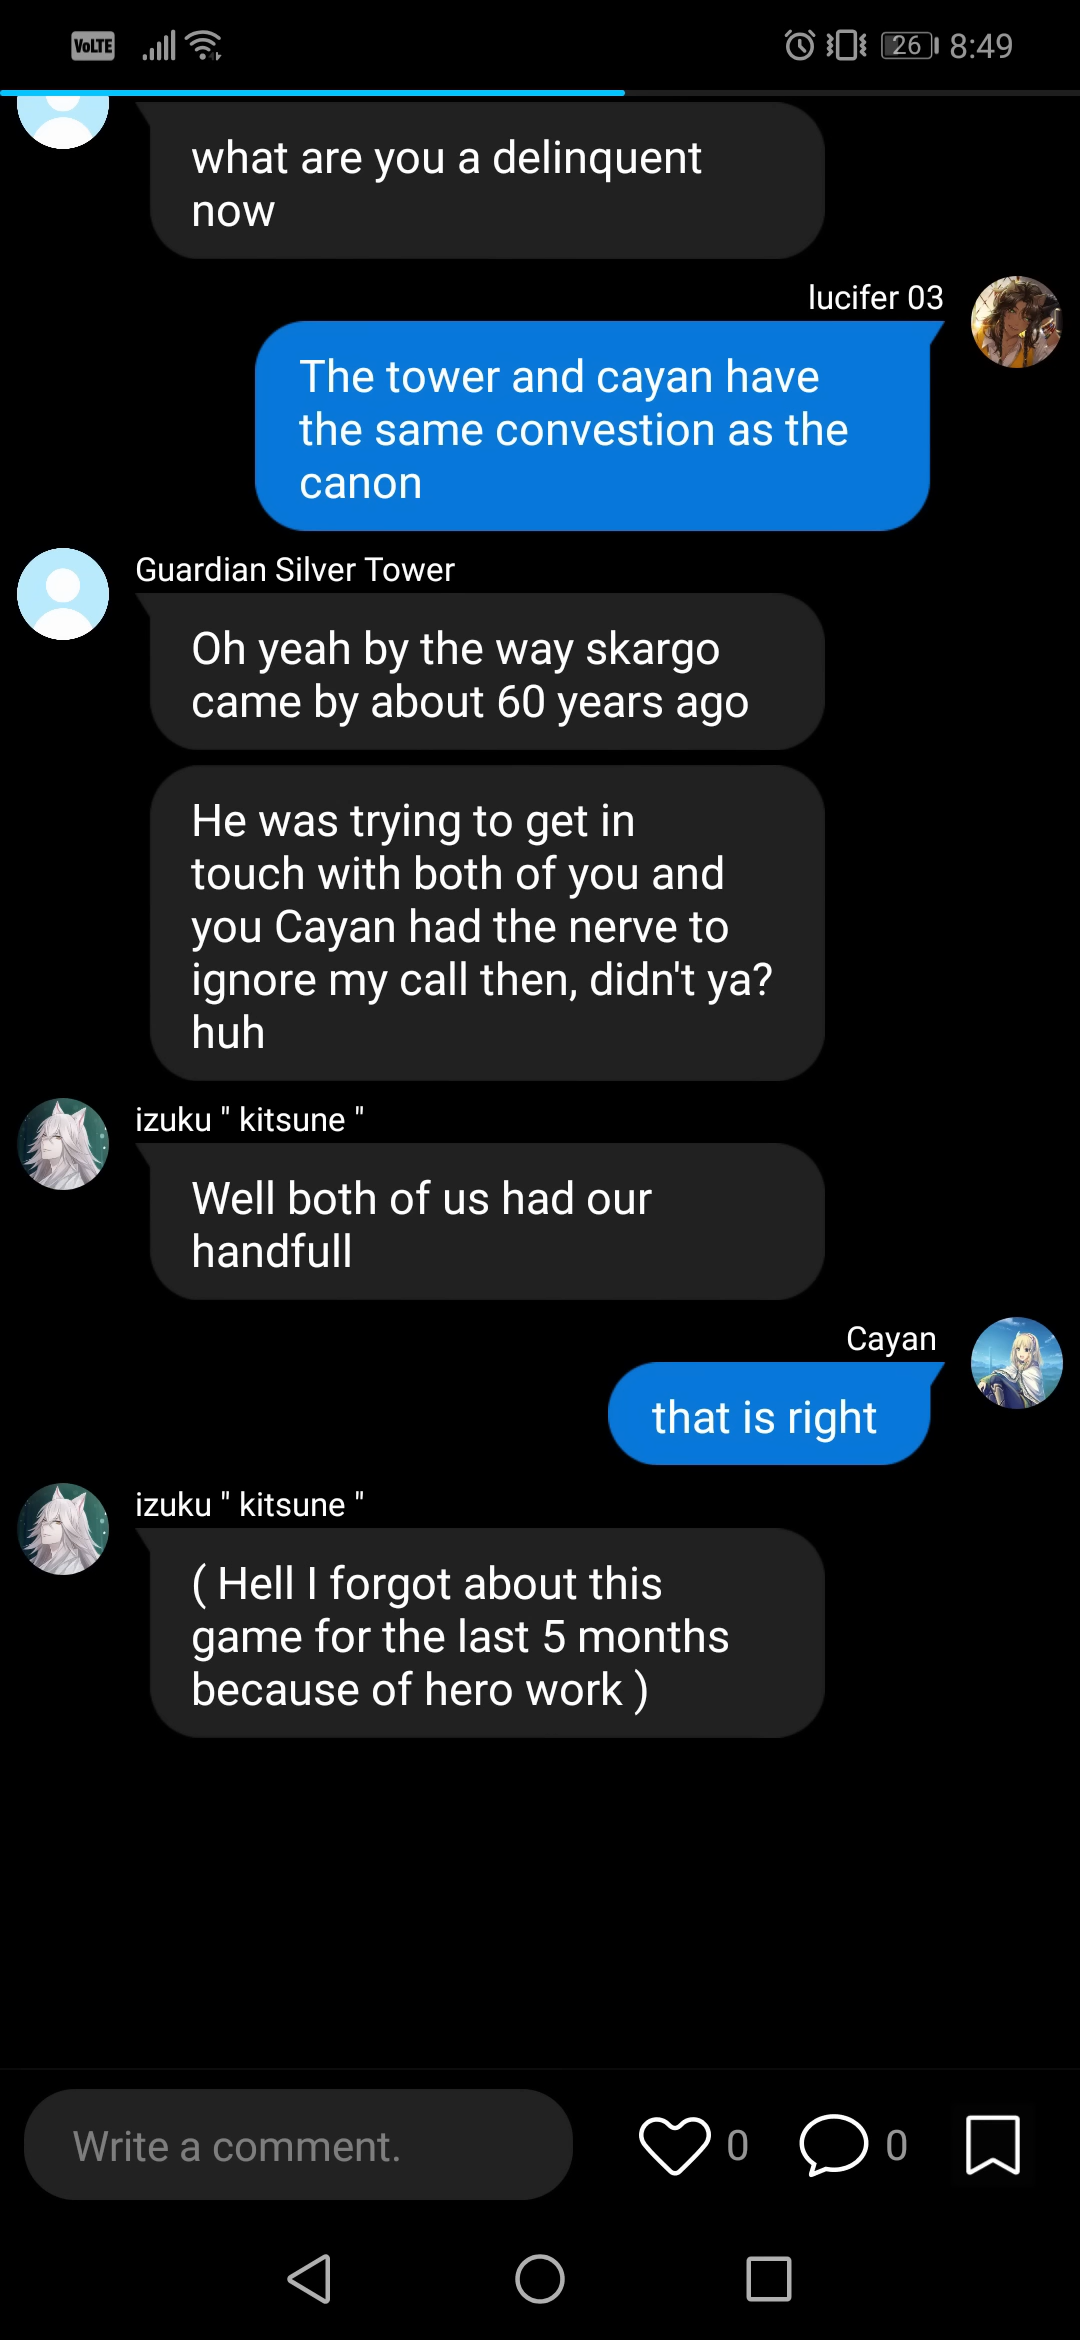 VoLTE
26
8:49
what are you a delinquent
now
lucifer 03
The tower and cayan have
the same convestion as the
canon
Guardian Silver Tower
Oh yeah by the way skargo
came by about 60 years ago
He was trying to get in
touch with both of you and
you Cayan had the nerve to
ignore my call then, didn't ya?
huh
izuku " kitsune "
Well both of us had our
handfull
Cayan
that is right
izuku " kitsune "
( Hell I forgot about this
game for the last 5 months
because of hero work )
Write a comment.
0
0